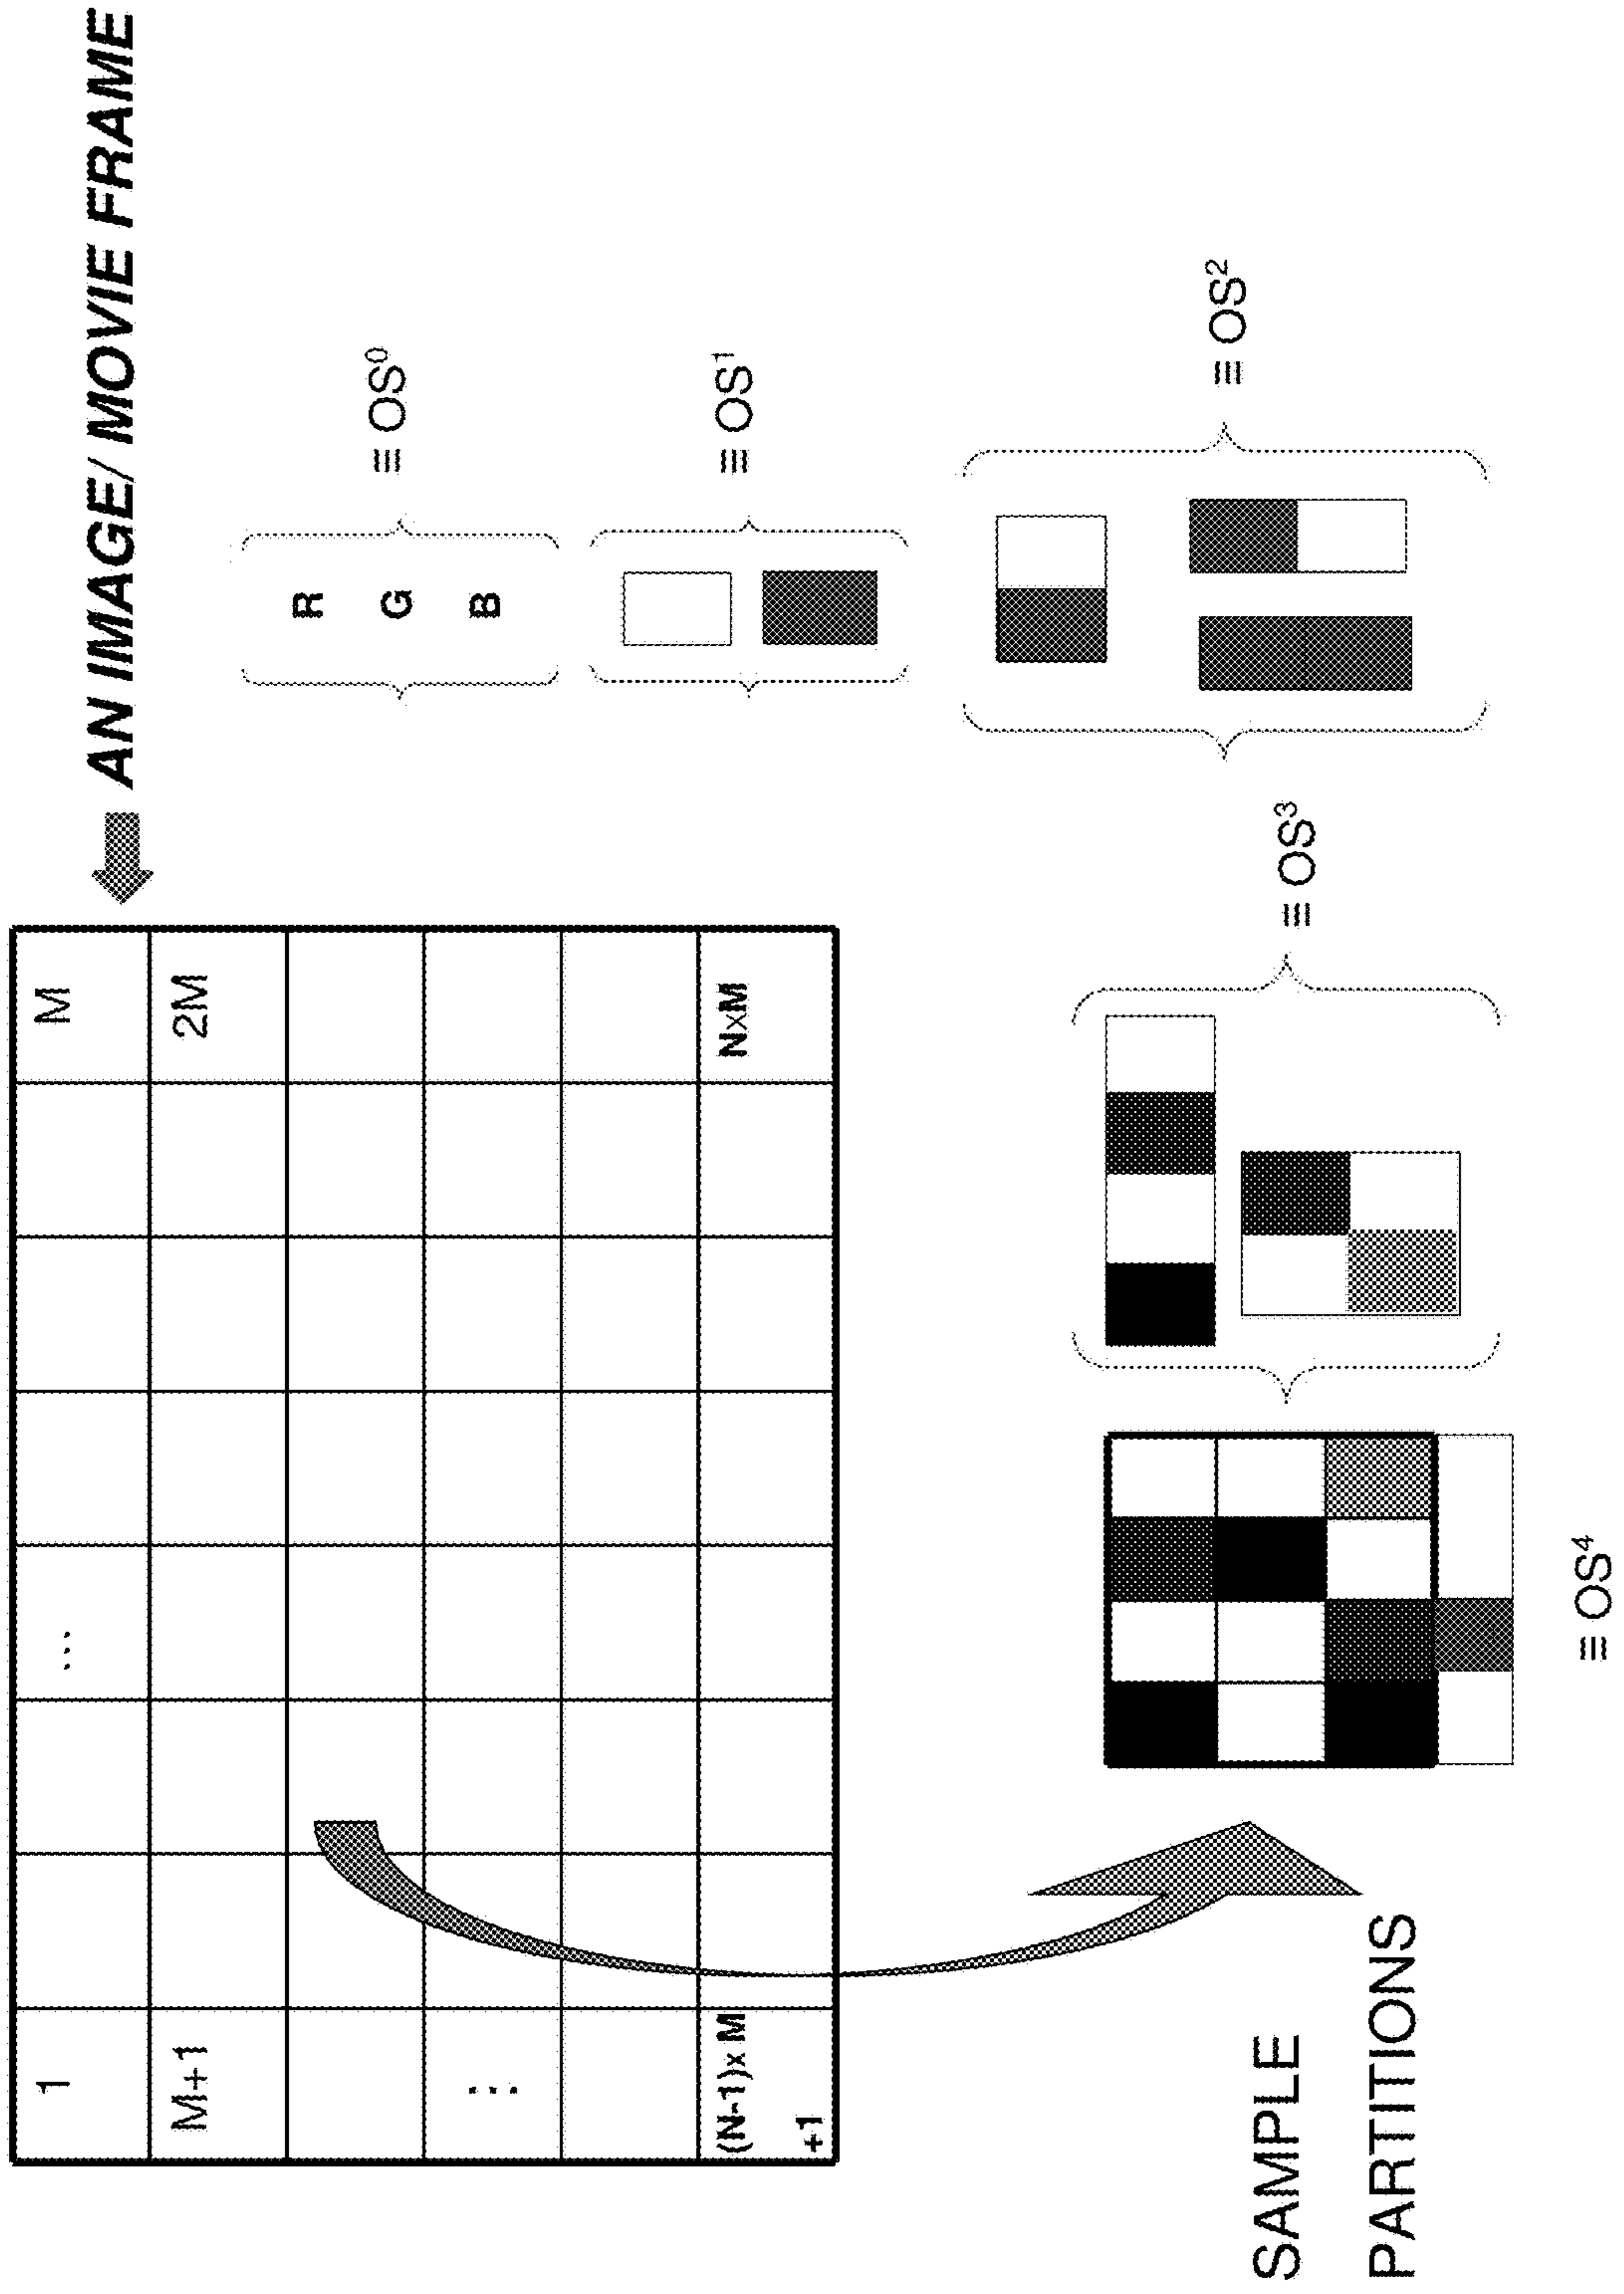 AN IMAGE/ MOVIE FRAME
1 ... M
M+1 2M
⋮
(N-1)x M
+1
NxM
R
G
B
≡ OS⁰
≡ OS¹
≡ OS²
≡ OS³
≡ OS⁴
SAMPLE
PARTITIONS